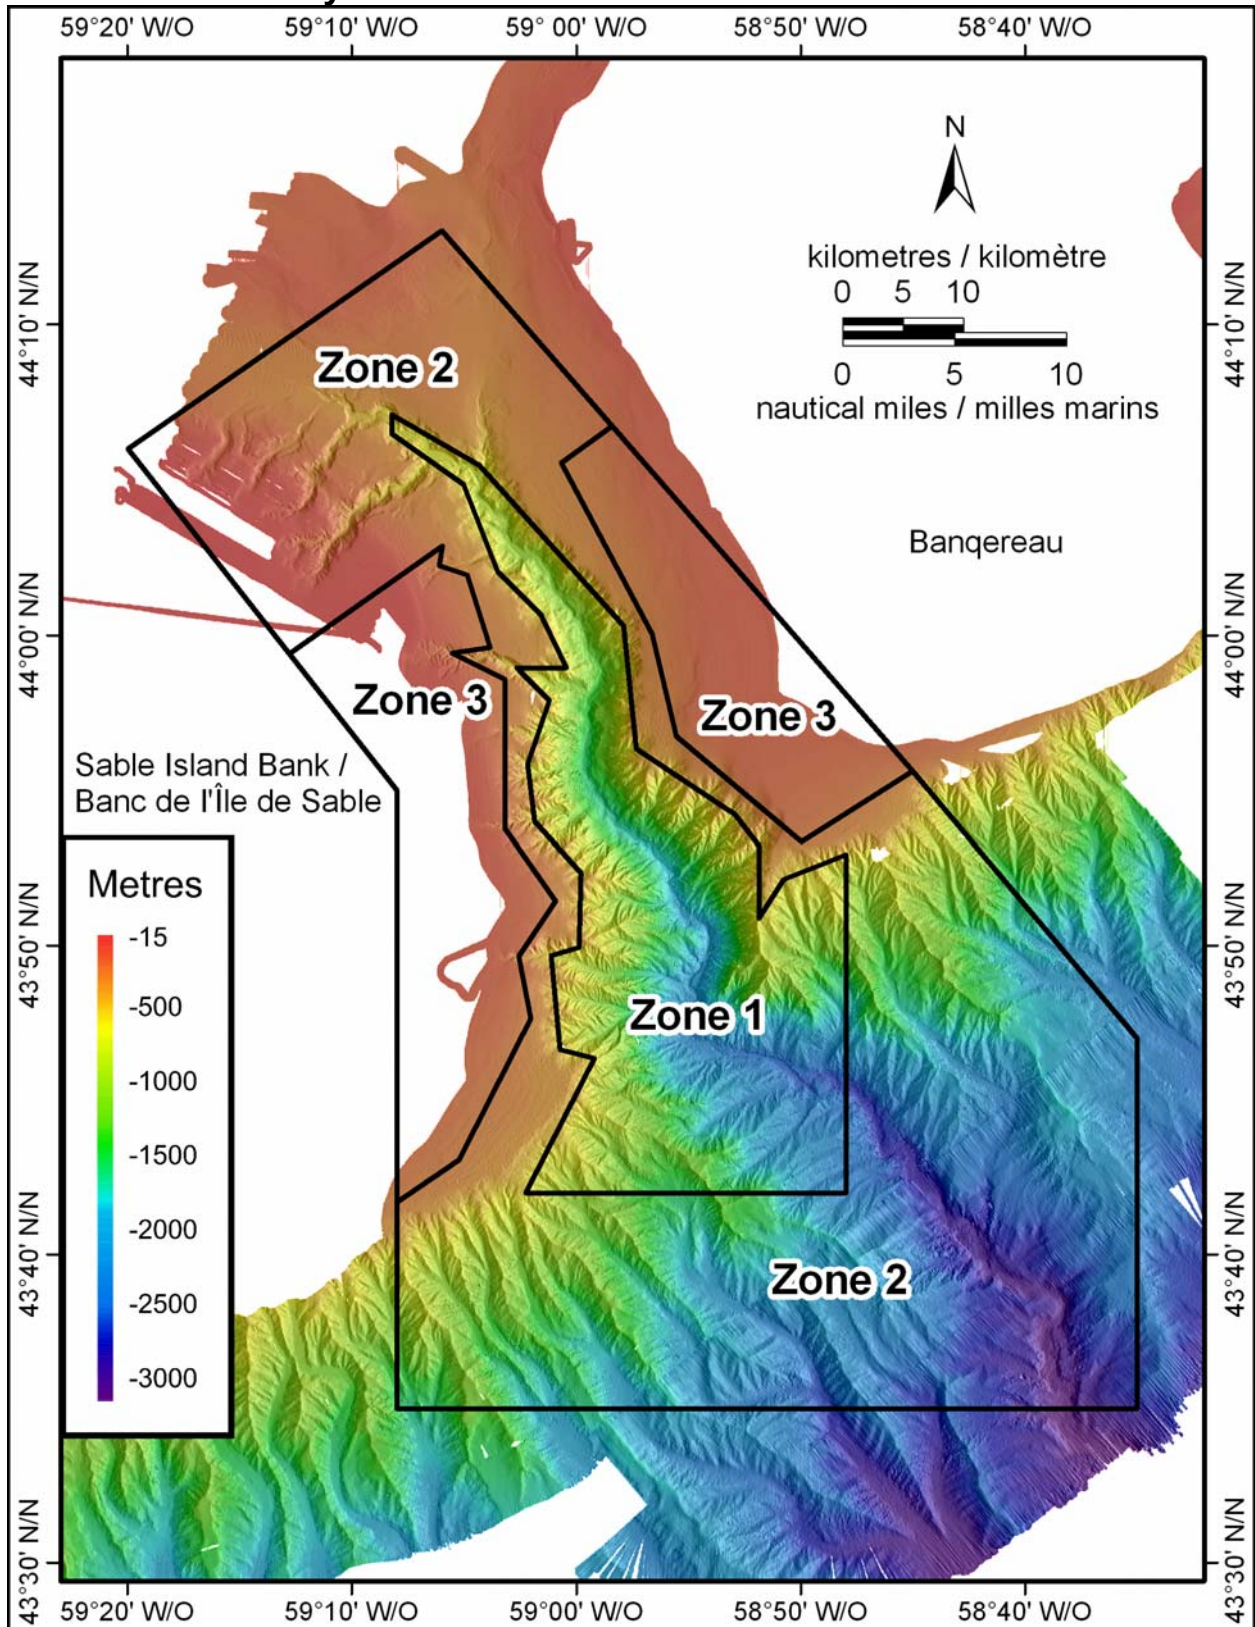 59°20' W/O 59°10' W/O 59°00' W/O 58°50' W/O 58°40' W/O
N
kilometres / kilomètre
0 5 10
0 5 10
nautical miles / milles marins
44°10' N/N 44°10' N/N
Zone 2
Banqereau
44°00' N/N 44°00' N/N
Zone 3
Zone 3
Sable Island Bank /
Banc de l'Île de Sable
Metres
-15
-500
-1000
-1500
-2000
-2500
-3000
43°50' N/N 43°50' N/N
Zone 1
43°40' N/N 43°40' N/N
Zone 2
43°30' N/N 43°30' N/N
59°20' W/O 59°10' W/O 59°00' W/O 58°50' W/O 58°40' W/O